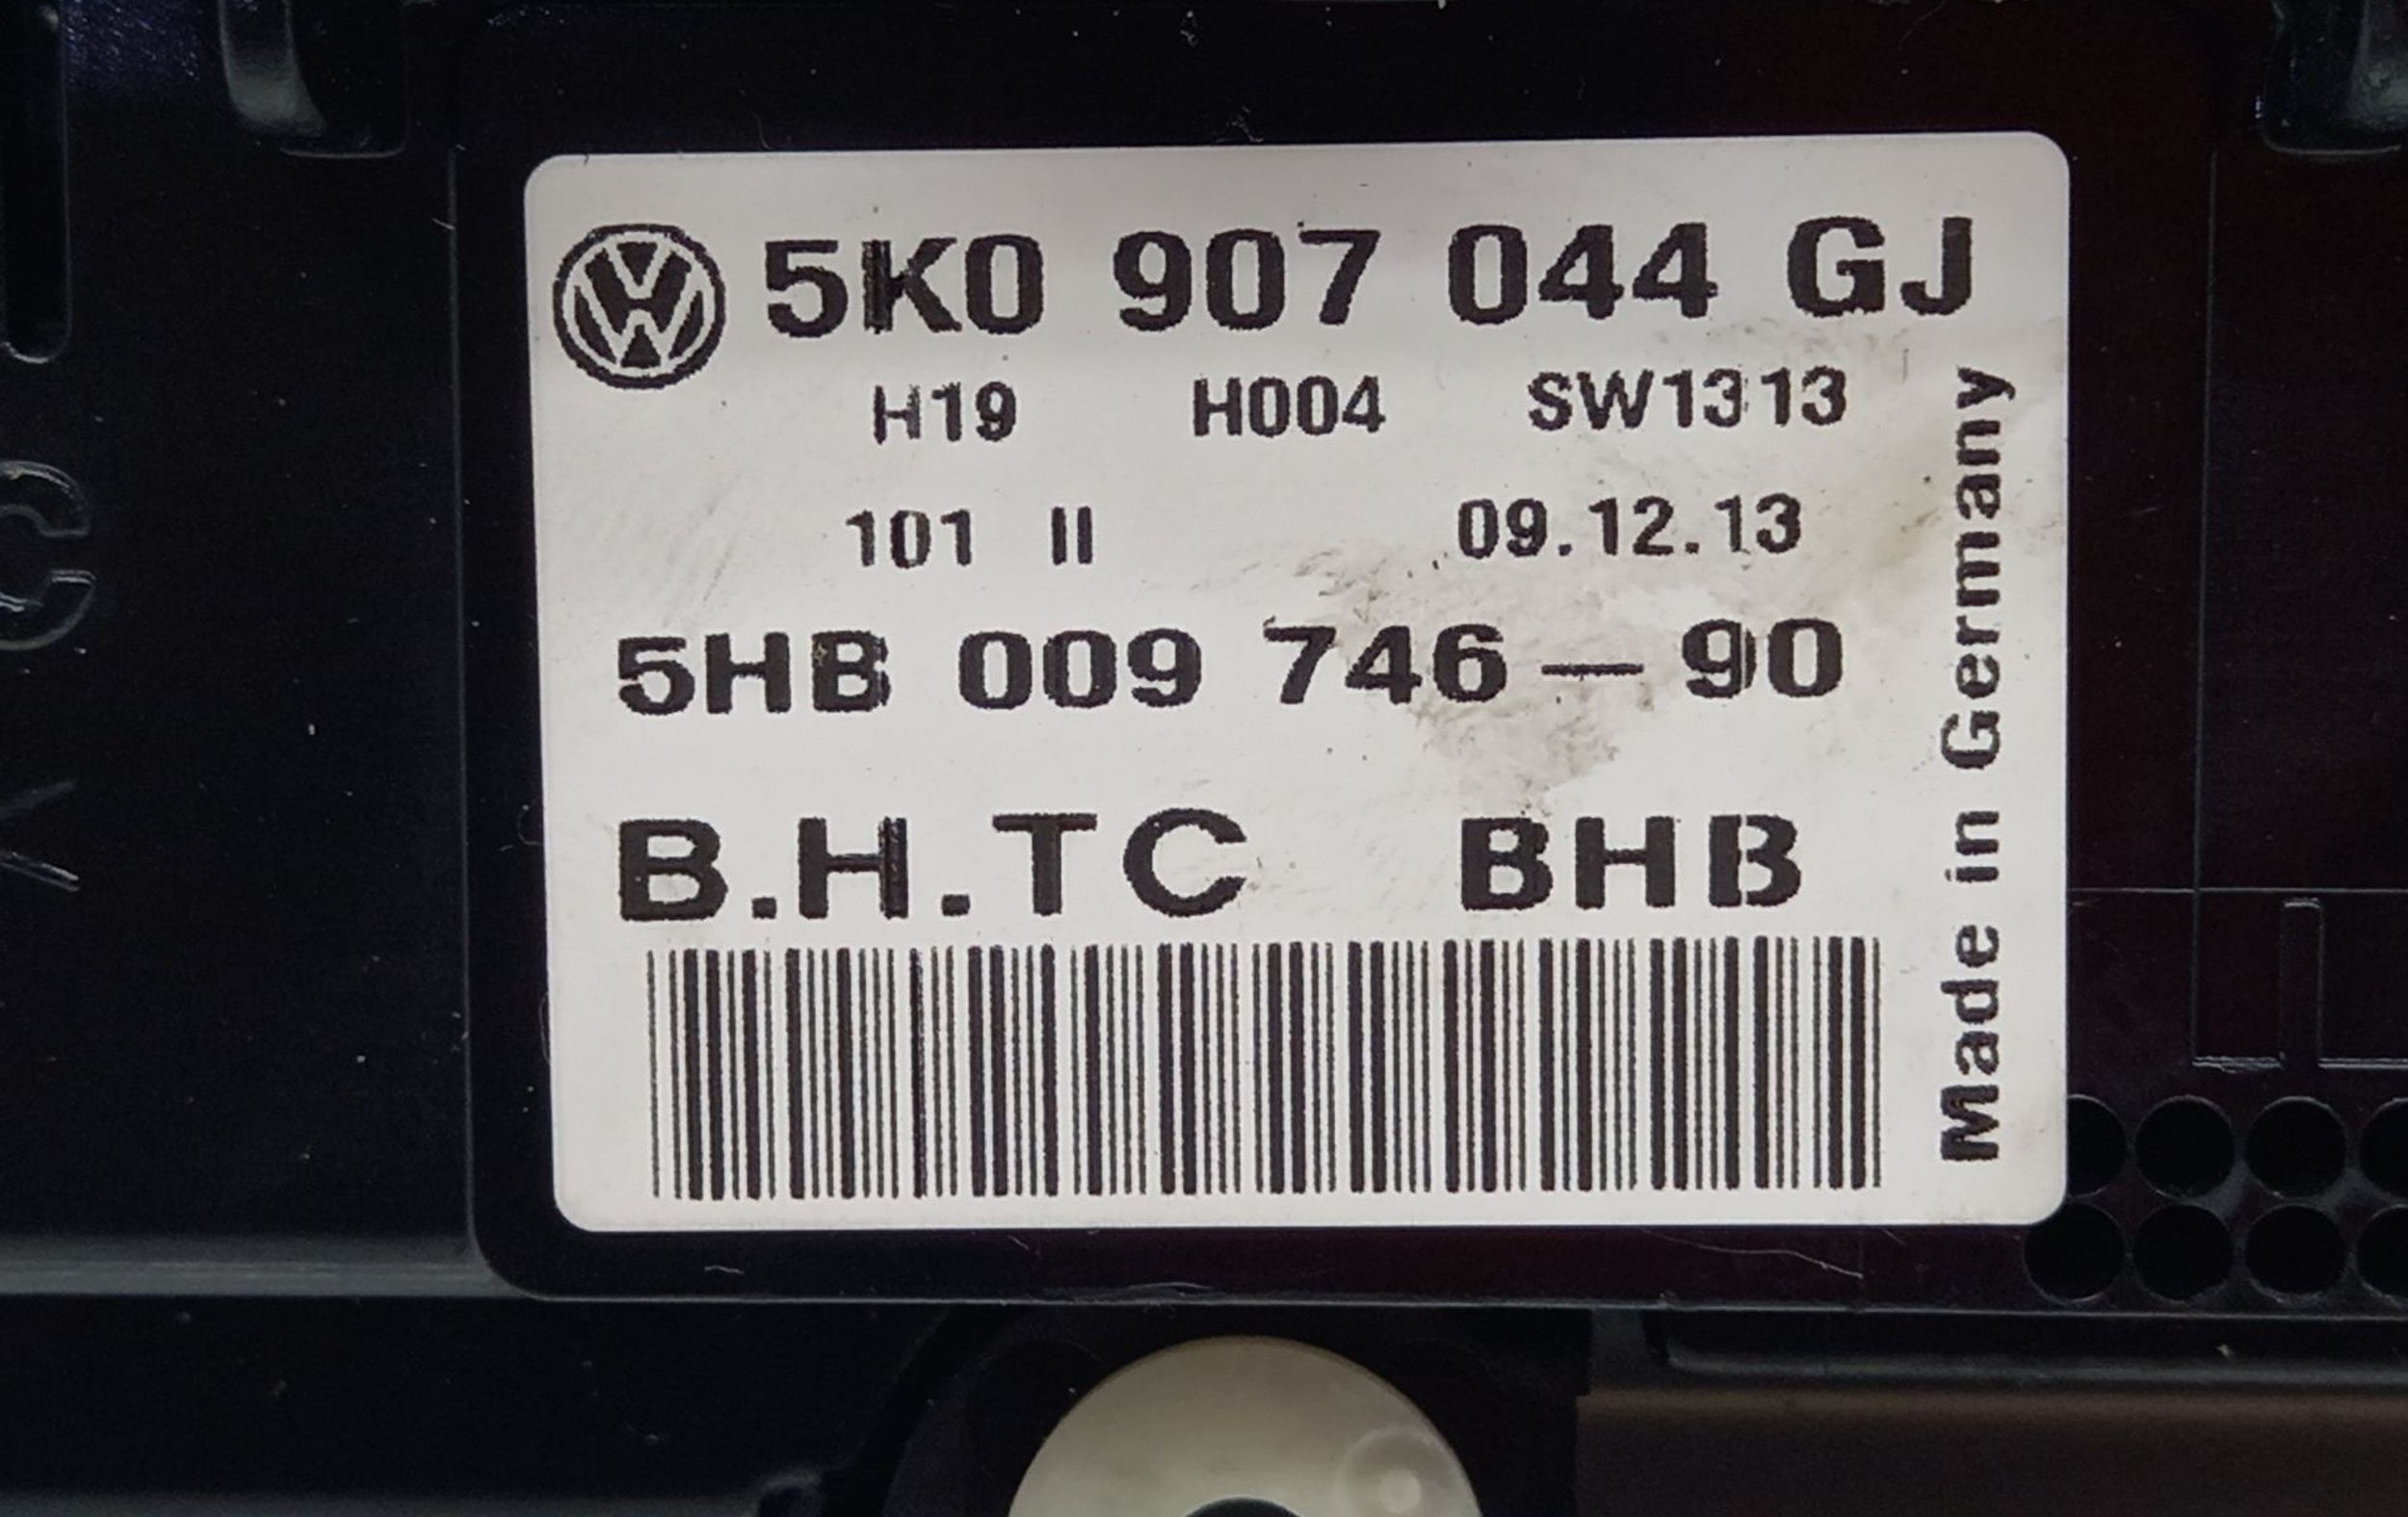 5K0 907 044 GJ
H19 H004 SW1313
101 II 09.12.13
5HB 009 746-90
B.H.TC BHB
Made in Germany